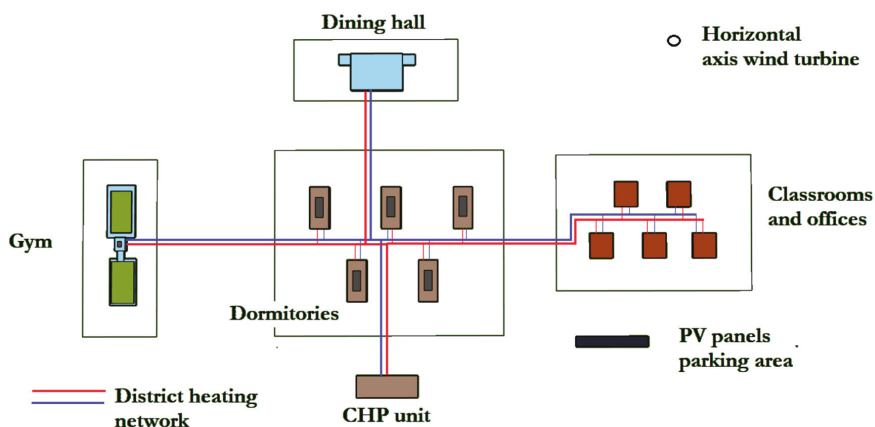 Dining hall
Horizontal
axis wind turbine
Classrooms
and offices
Gym
Dormitories
PV panels
parking area
District heating
network
CHP unit